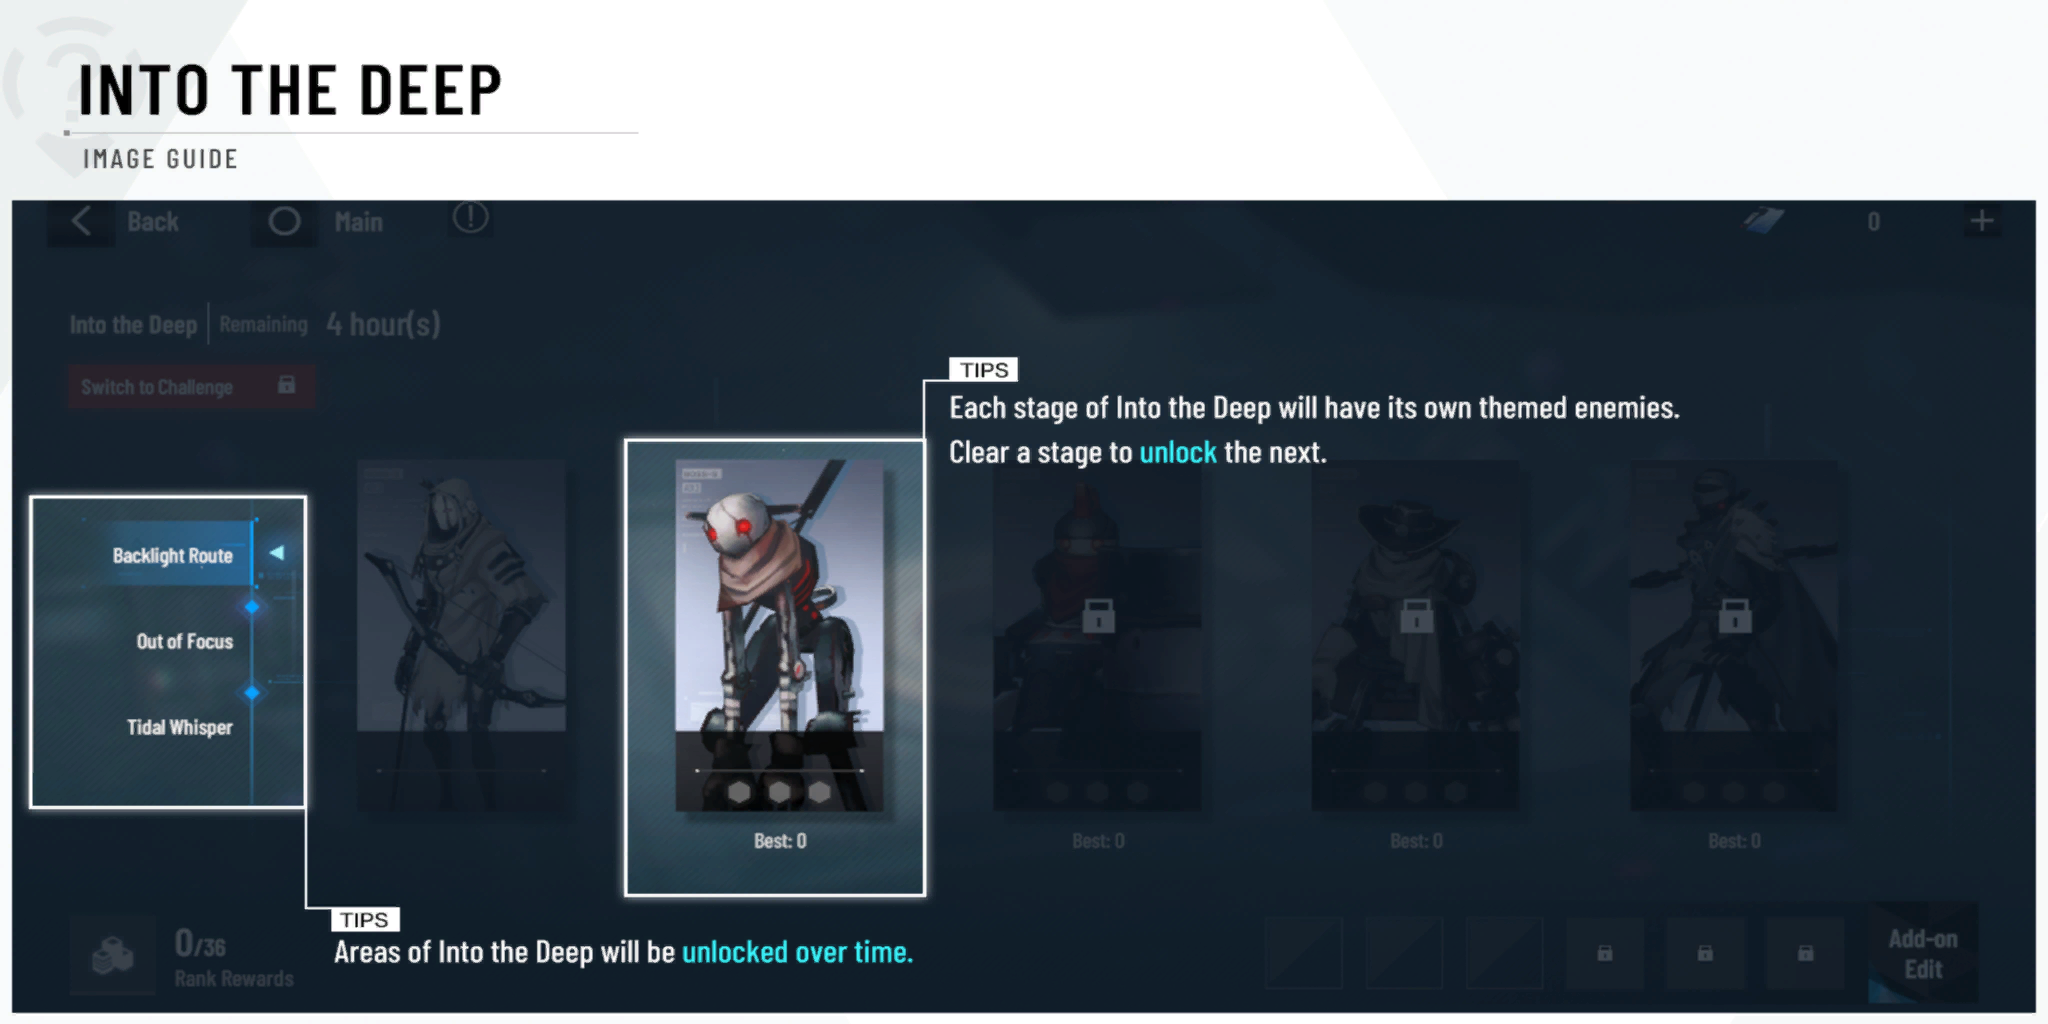 INTO THE DEEP
IMAGE GUIDE
Back
Main
0
Into the Deep
Remaining
4 hour(s)
Switch to Challenge
TIPS
Each stage of Into the Deep will have its own themed enemies.
Clear a stage to unlock the next.
Backlight Route
Out of Focus
Tidal Whisper
Best: 0
Best: 0
Best: 0
Best: 0
TIPS
Areas of Into the Deep will be unlocked over time.
0/36
Rank Rewards
Add-on
Edit